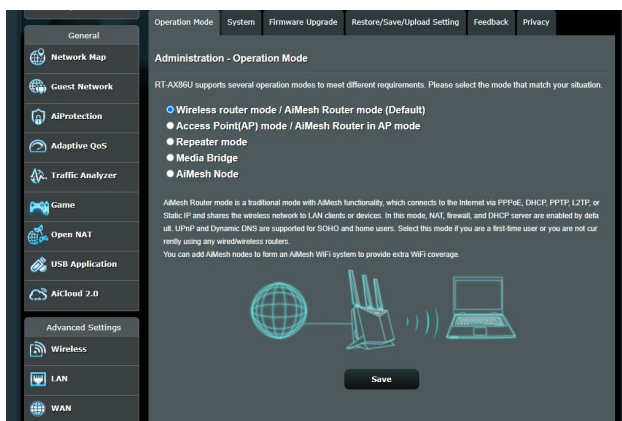 Operation Mode System Firmware Upgrade Restore/Save/Upload Setting Feedback Privacy
General
Network Map
Guest Network
AiProtection
Adaptive QoS
Traffic Analyzer
Game
Open NAT
USB Application
AiCloud 2.0
Advanced Settings
Wireless
LAN
WAN
Administration - Operation Mode
RT-AX86U supports several operation modes to meet different requirements. Please select the mode that match your situation.
Wireless router mode / AiMesh Router mode (Default)
Access Point(AP) mode / AiMesh Router in AP mode
Repeater mode
Media Bridge
AiMesh Node
AiMesh Router mode is a traditional mode with AiMesh functionality, which connects to the Internet via PPPoE, DHCP, PPTP, L2TP, or
Static IP and shares the wireless network to LAN clients or devices. In this mode, NAT, firewall, and DHCP server are enabled by defa
ult. UPnP and Dynamic DNS are supported for SOHO and home users. Select this mode if you are a first-time user or you are not cur
rently using any wired/wireless routers.
You can add AiMesh nodes to form an AiMesh WiFi system to provide extra WiFi coverage.
Save